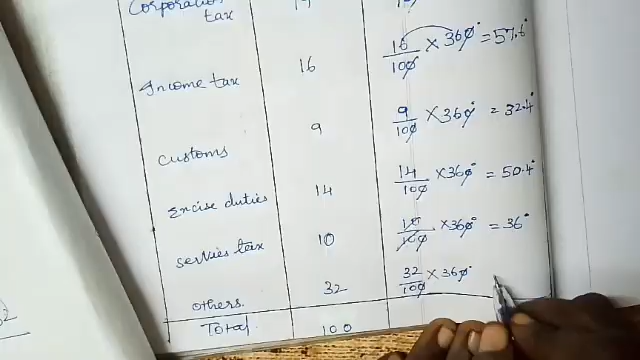 Corporation tax
Income tax 16 16/100 × 360° = 57.6°
customs 9 9/100 × 360° = 32.4°
Excise duties 14 14/100 × 360° = 50.4°
servies tax 10 10/100 × 360° = 36°
others. 32 32/100 × 360°
Total 100